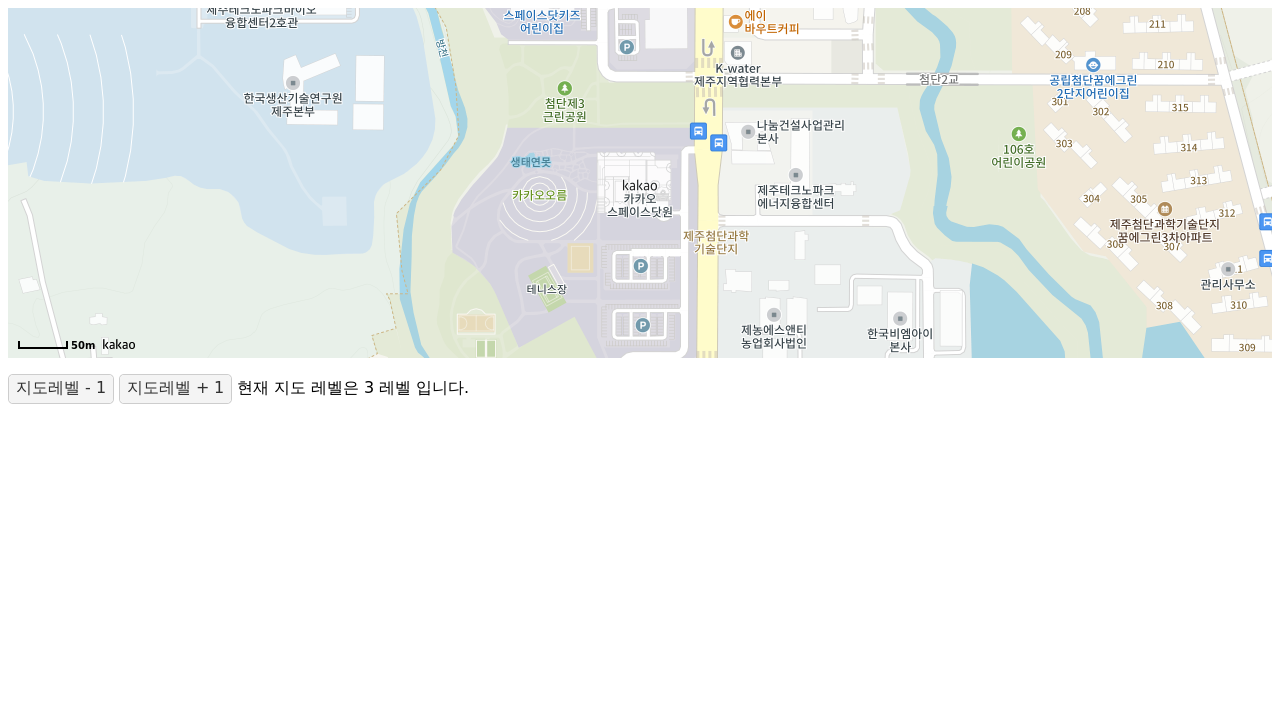 제주테크노파크바이오
융합센터2호관
스페이스닷키즈
어린이집
방천
P
에이
바우트커피
K-water
제주지역협력본부
208
211
209
210
공립첨단꿈에그린
2단지어린이집
첨단2교
한국생산기술연구원
제주본부
첨단제3
근린공원
301
302
315
303
314
나눔건설사업관리
본사
106호
어린이공원
생태연못
카카오오름
kakao
카카오
스페이스닷원
제주테크노파크
에너지융합센터
313
304
305
312
제주첨단과학기술단지
꿈에그린3차아파트
306
307
제주첨단과학
기술단지
P
테니스장
관리사무소
308
310
309
P
제농에스앤티
농업회사법인
한국비엠아이
본사
50m kakao
지도레벨 - 1 지도레벨 + 1 현재 지도 레벨은 3 레벨 입니다.